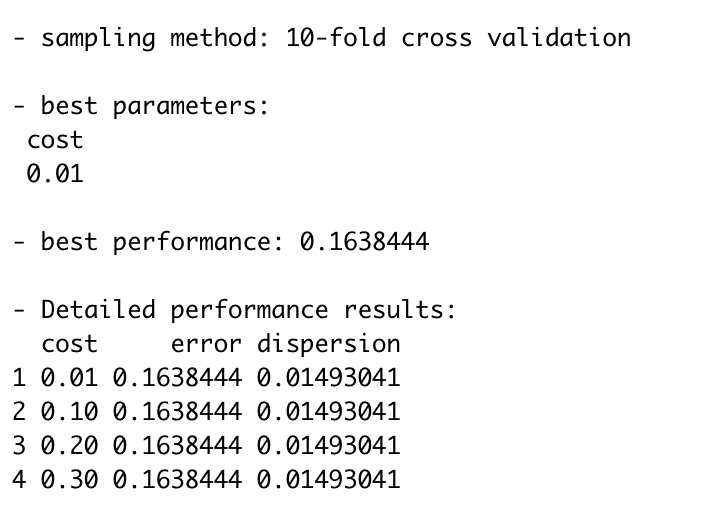 - sampling method: 10-fold cross validation
- best parameters:
cost
0.01
- best performance: 0.1638444
- Detailed performance results:
cost error dispersion
1 0.01 0.1638444 0.01493041
2 0.10 0.1638444 0.01493041
3 0.20 0.1638444 0.01493041
4 0.30 0.1638444 0.01493041